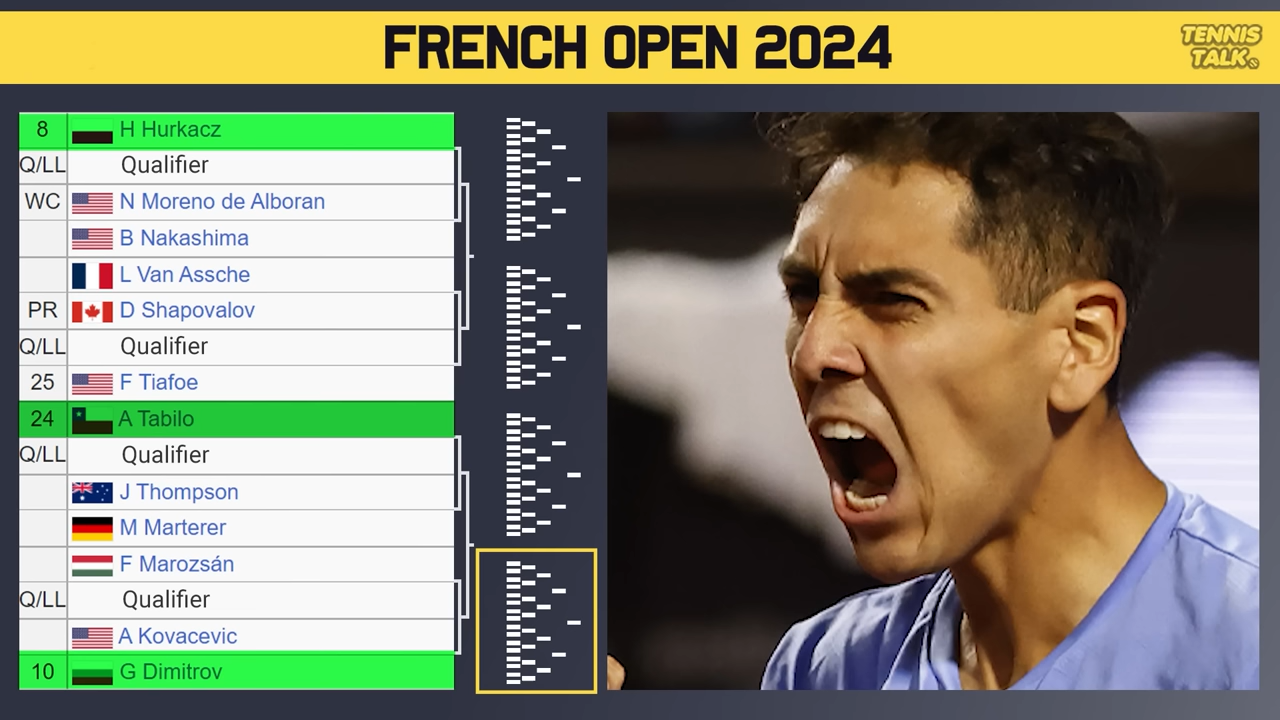 FRENCH OPEN 2024
TENNIS
TALK
8 H Hurkacz
Q/LL Qualifier
WC N Moreno de Alboran
B Nakashima
L Van Assche
PR D Shapovalov
Q/LL Qualifier
25 F Tiafoe
24 A Tabilo
Q/LL Qualifier
J Thompson
M Marterer
F Marozsán
Q/LL Qualifier
A Kovacevic
10 G Dimitrov